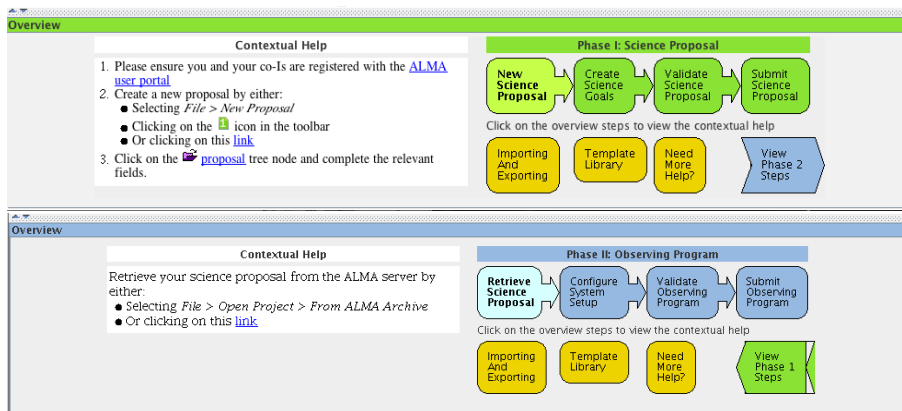 Overview
Contextual Help
1. Please ensure you and your co-Is are registered with the ALMA
user portal
2. Create a new proposal by either:
● Selecting File > New Proposal
● Clicking on the 1 icon in the toolbar
● Or clicking on this link
3. Click on the proposal tree node and complete the relevant
fields.
Phase I: Science Proposal
New
Science
Proposal
Create
Science
Goals
Validate
Science
Proposal
Submit
Science
Proposal
Click on the overview steps to view the contextual help
Importing
And
Exporting
Template
Library
Need
More
Help?
View
Phase 2
Steps
Overview
Contextual Help
Retrieve your science proposal from the ALMA server by
either:
● Selecting File > Open Project > From ALMA Archive
● Or clicking on this link
Phase II: Observing Program
Retrieve
Science
Proposal
Configure
System
Setup
Validate
Observing
Program
Submit
Observing
Program
Click on the overview steps to view the contextual help
Importing
And
Exporting
Template
Library
Need
More
Help?
View
Phase 1
Steps